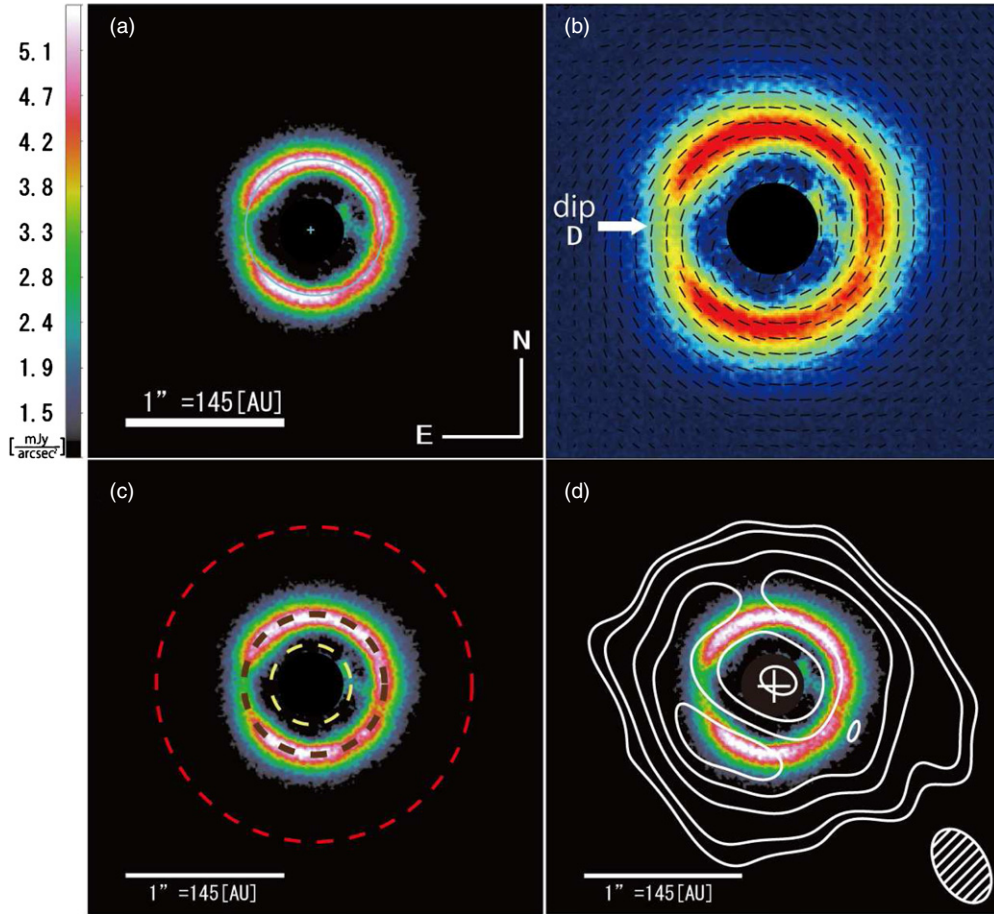 (a)
(b)
5.1
4.7
4.2
3.8
3.3
2.8
2.4
1.9
1.5
[mJy/arcsec²]
dip
D
N
E
1” =145[AU]
(c)
(d)
1” =145[AU]
1” =145[AU]